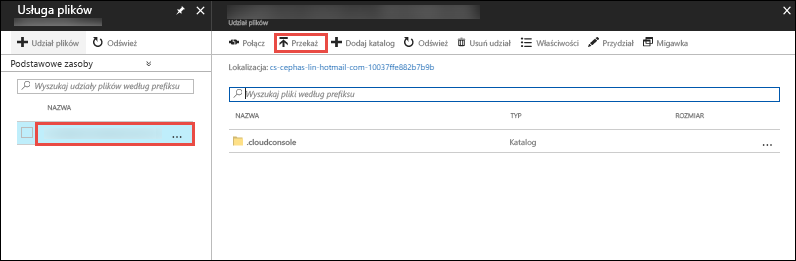 Usługa plików
Udział plików Odśwież
Podstawowe zasoby
Wyszukaj udziały plików według prefiksu
NAZWA
...
Udział plików
Połącz Przekaż Dodaj katalog Odśwież Usuń udział Właściwości Przydział Migawka
Lokalizacja: cs-cephas-lin-hotmail-com-10037ffe882b7b9b
Wyszukaj pliki według prefiksu
NAZWA TYP ROZMIAR
.cloudconsole Katalog ...